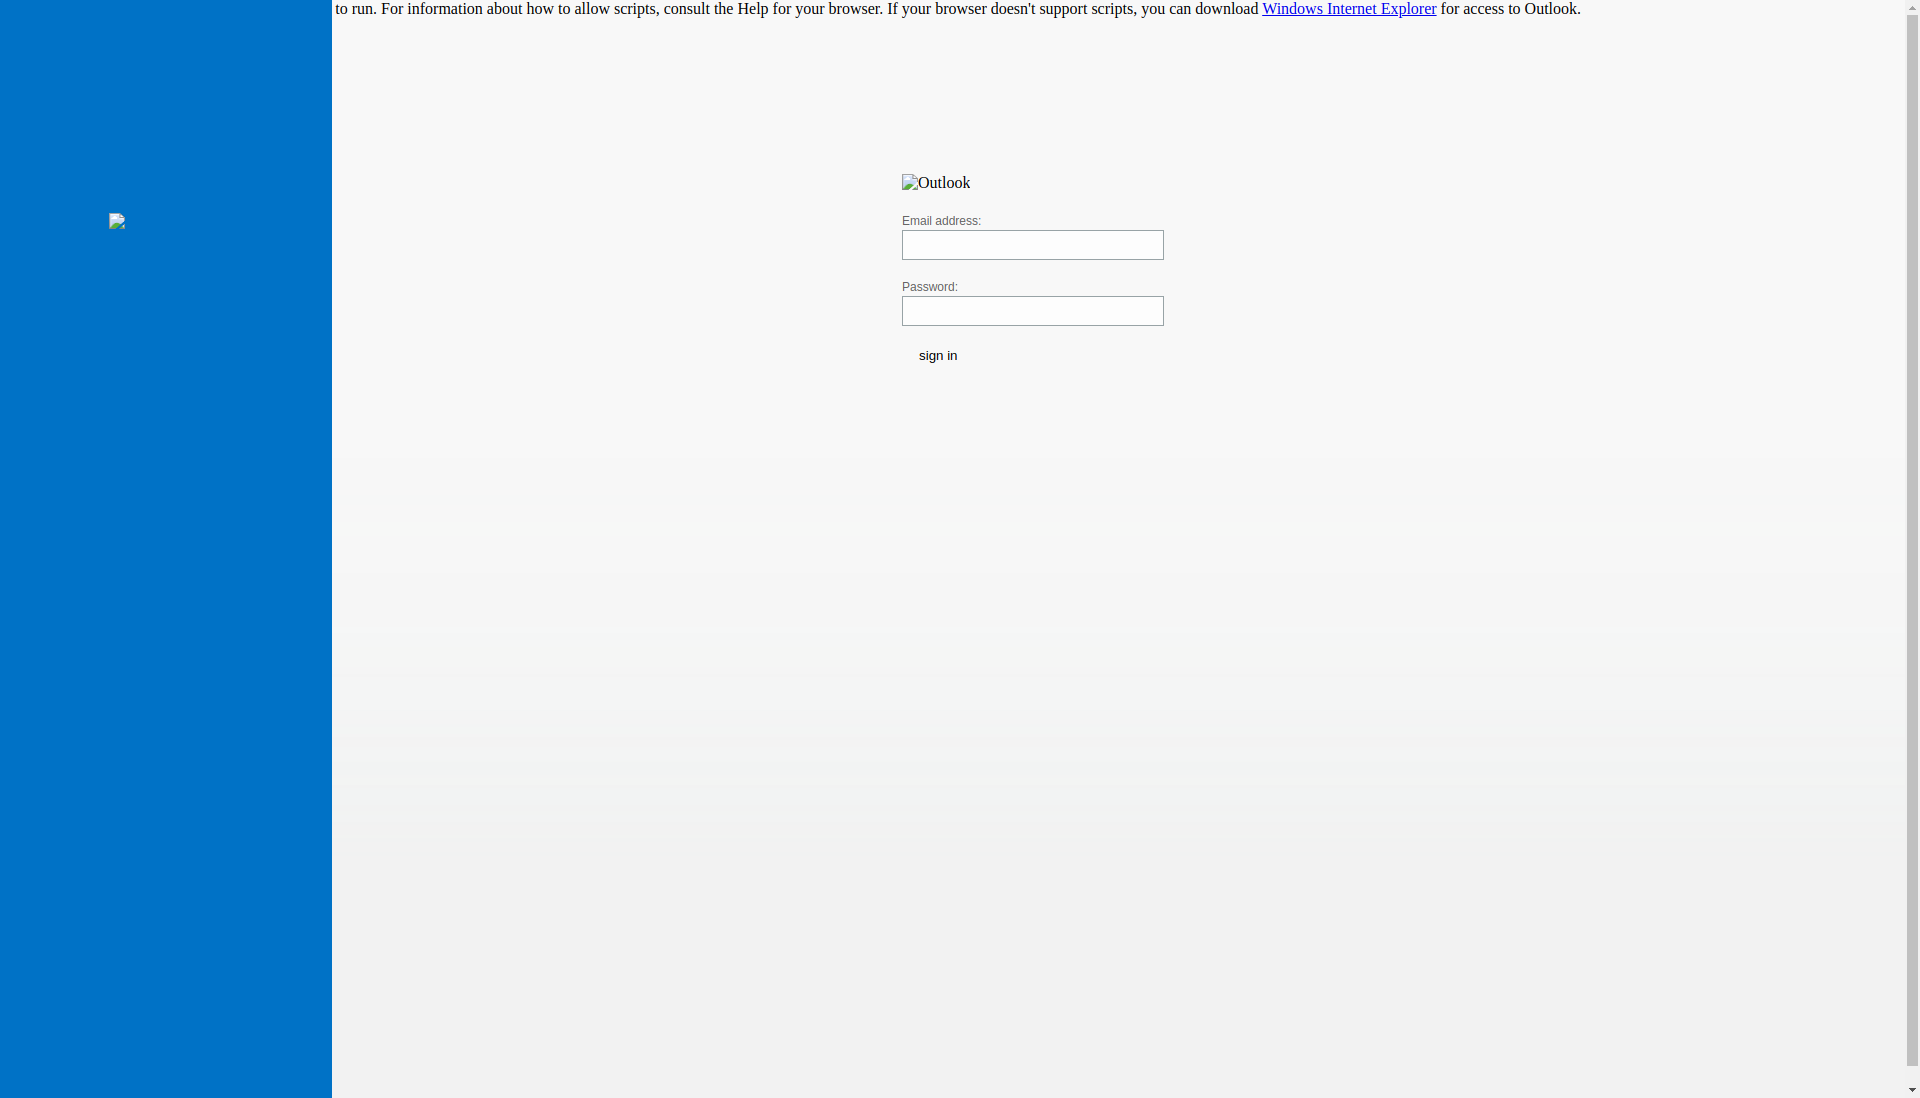 to run. For information about how to allow scripts, consult the Help for your browser. If your browser doesn't support scripts, you can download Windows Internet Explorer for access to Outlook.
Outlook
Email address:
Password:
sign in